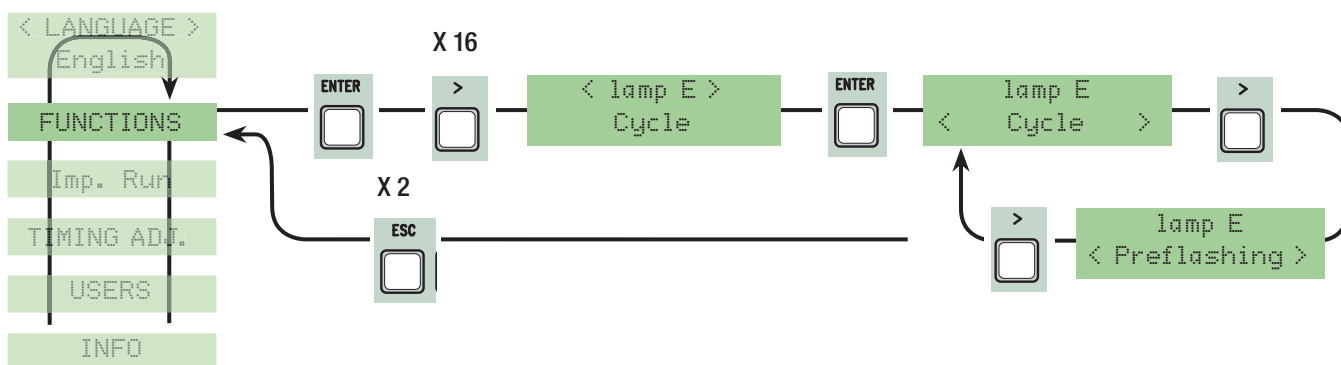 < LANGUAGE >
English
FUNCTIONS
Imp. Run
TIMING ADJ.
USERS
INFO
ENTER
X 16
>
< lamp E >
Cycle
ENTER
lamp E
< Cycle >
>
lamp E
< Preflashing >
>
X 2
ESC